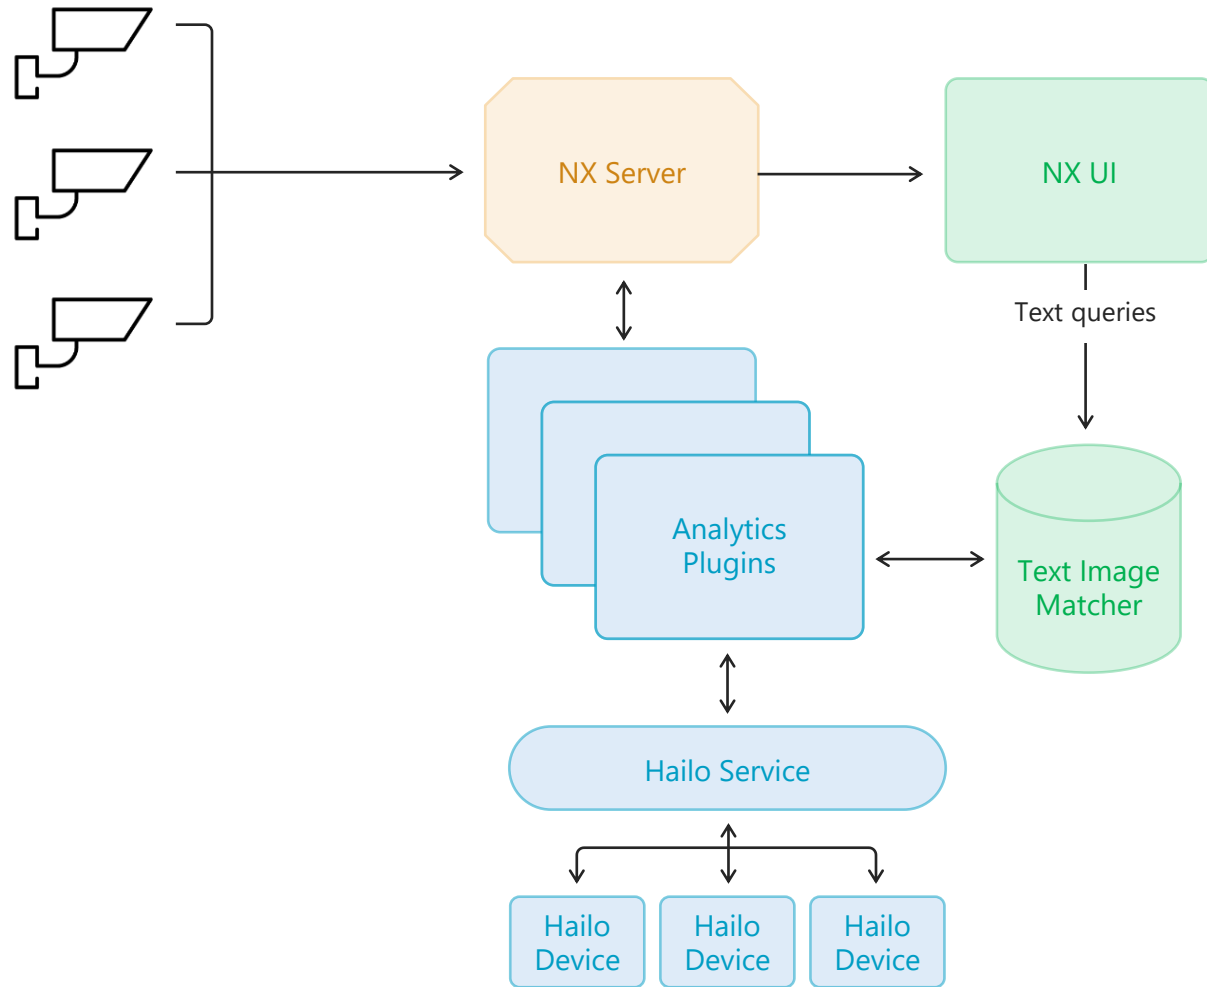 NX Server
NX UI
Text queries
Analytics
Plugins
Text Image
Matcher
Hailo Service
Hailo
Device
Hailo
Device
Hailo
Device